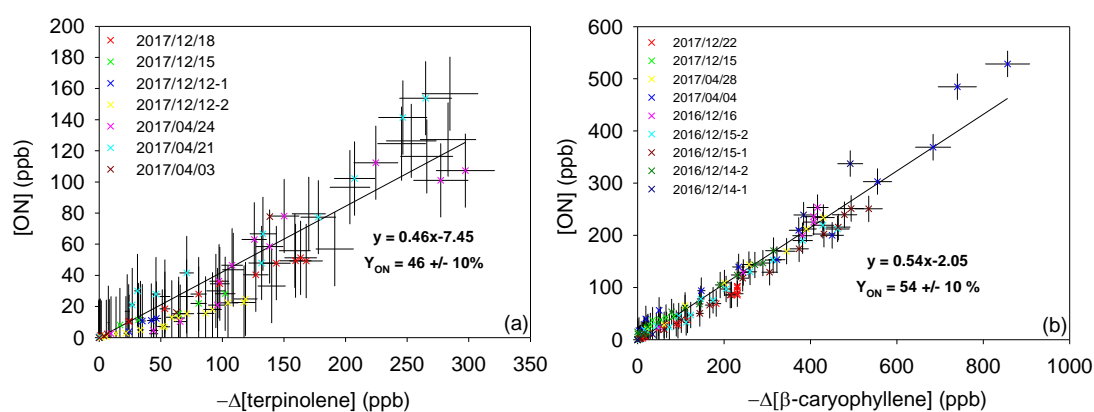 200
180
160
140
120
100
80
60
40
20
0
[ON] (ppb)
2017/12/18
2017/12/15
2017/12/12-1
2017/12/12-2
2017/04/24
2017/04/21
2017/04/03
y = 0.46x-7.45
YON = 46 +/- 10%
(a)
0 50 100 150 200 250 300 350
−Δ[terpinolene] (ppb)
600
500
400
300
200
100
0
[ON] (ppb)
2017/12/22
2017/12/15
2017/04/28
2017/04/04
2016/12/16
2016/12/15-2
2016/12/15-1
2016/12/14-2
2016/12/14-1
y = 0.54x-2.05
YON = 54 +/- 10 %
(b)
0 200 400 600 800 1000
−Δ[β-caryophyllene] (ppb)